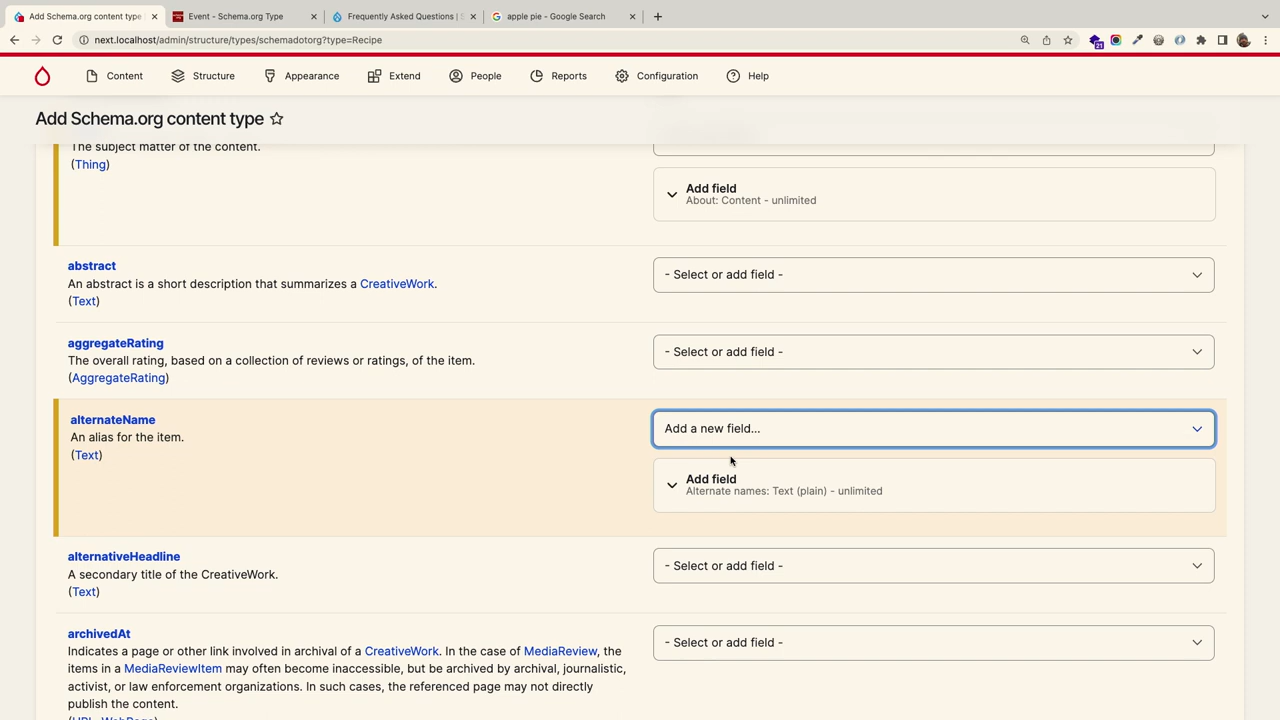 Add Schema.org content type
Event - Schema.org Type
Frequently Asked Questions | S
apple pie - Google Search
next.localhost/admin/structure/types/schemadotorg?type=Recipe
21
Content
Structure
Appearance
Extend
People
Reports
Configuration
Help
Add Schema.org content type
The subject matter of the content.
(Thing)
Add field
About: Content - unlimited
abstract
An abstract is a short description that summarizes a CreativeWork.
(Text)
- Select or add field -
aggregateRating
The overall rating, based on a collection of reviews or ratings, of the item.
(AggregateRating)
- Select or add field -
alternateName
An alias for the item.
(Text)
Add a new field...
Add field
Alternate names: Text (plain) - unlimited
alternativeHeadline
A secondary title of the CreativeWork.
(Text)
- Select or add field -
archivedAt
Indicates a page or other link involved in archival of a CreativeWork. In the case of MediaReview, the
items in a MediaReviewItem may often become inaccessible, but be archived by archival, journalistic,
activist, or law enforcement organizations. In such cases, the referenced page may not directly
publish the content.
(URL, WebPage)
- Select or add field -